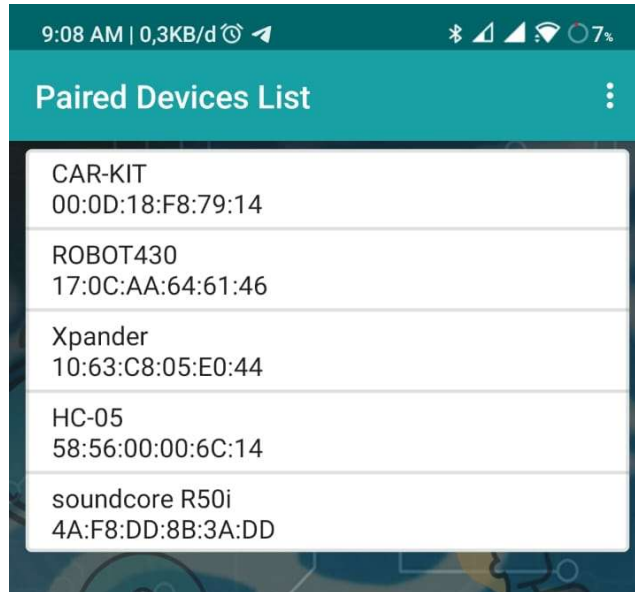 9:08 AM | 0,3KB/d 7%
Paired Devices List
CAR-KIT
00:0D:18:F8:79:14
ROBOT430
17:0C:AA:64:61:46
Xpander
10:63:C8:05:E0:44
HC-05
58:56:00:00:6C:14
soundcore R50i
4A:F8:DD:8B:3A:DD